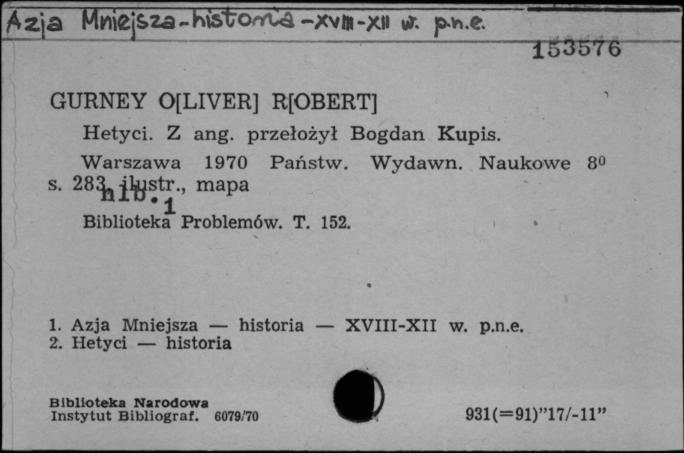 Azja Mniejsza-historia-XVIII-XII w. p.n.e.
153576
GURNEY O[LIVER] R[OBERT]
Hetyci. Z ang. przełożył Bogdan Kupis.
Warszawa 1970 Państw. Wydawn. Naukowe 8⁰
s. 283, ilustr., mapa
nlb.1
Biblioteka Problemów. T. 152.
1. Azja Mniejsza — historia — XVIII-XII w. p.n.e.
2. Hetyci — historia
Biblioteka Narodowa
Instytut Bibliograf. 6079/70
931(=91)”17/-11”